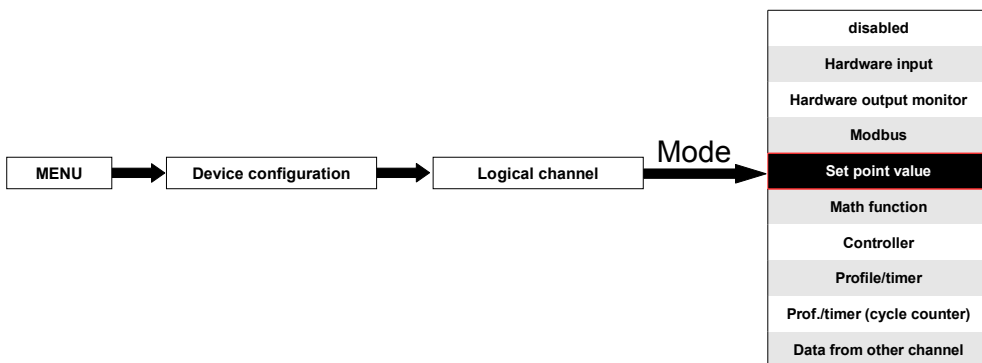 MENU
Device configuration
Logical channel
Mode
disabled
Hardware input
Hardware output monitor
Modbus
Set point value
Math function
Controller
Profile/timer
Prof./timer (cycle counter)
Data from other channel